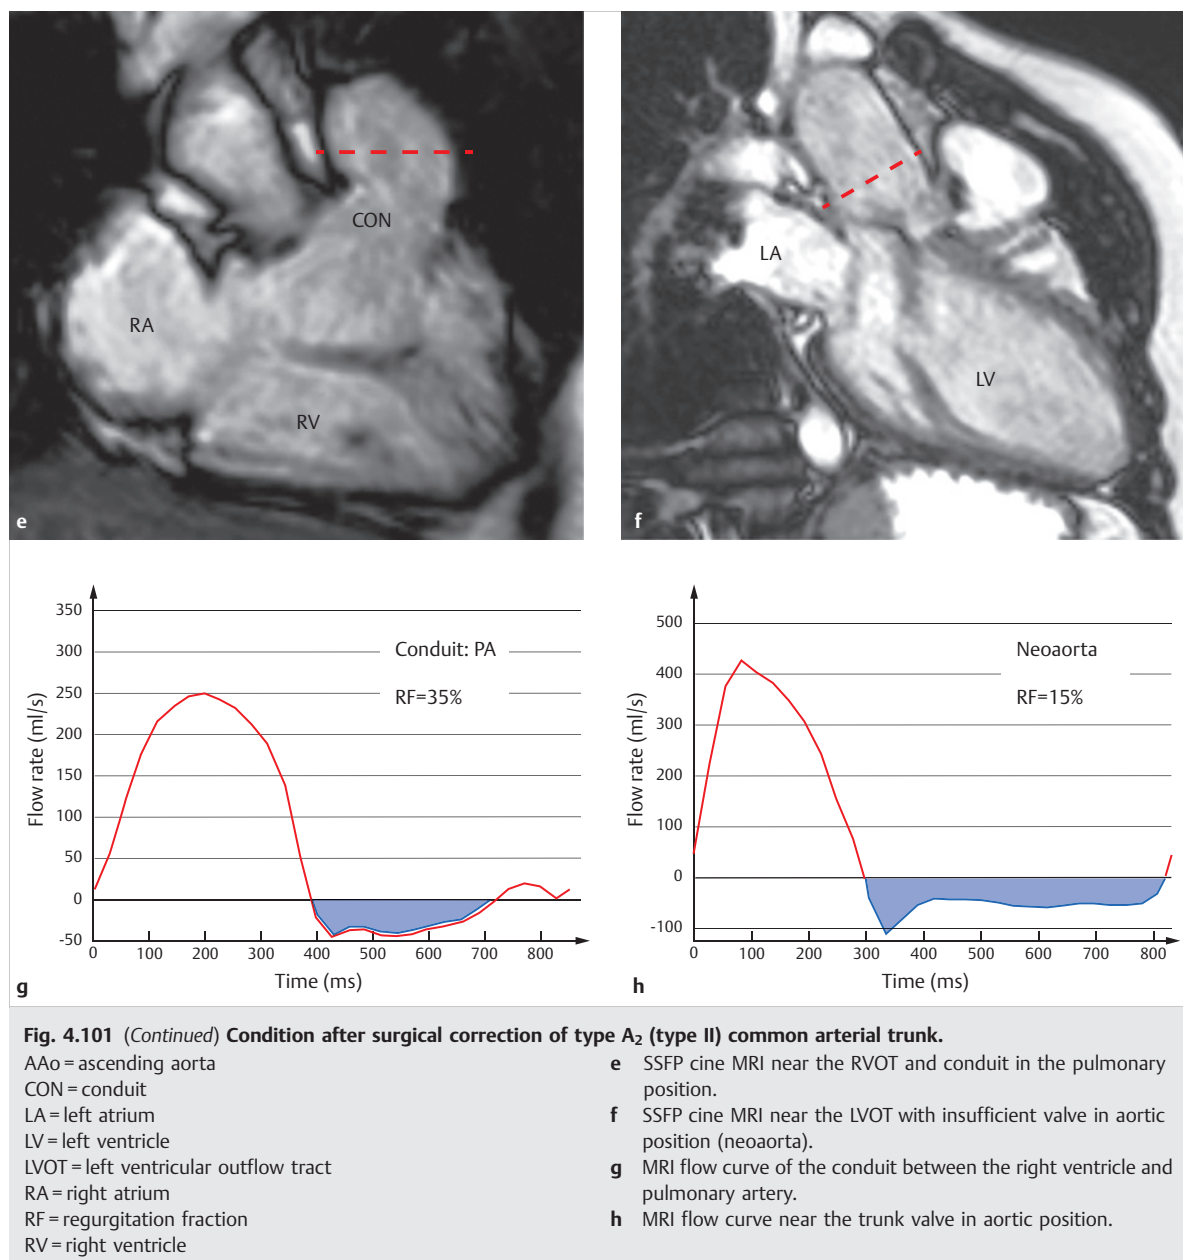 CON
RA
RV
e
LA
LV
f
350
300
250
200
150
100
50
0
-50
Flow rate (ml/s)
Conduit: PA
RF=35%
0 100 200 300 400 500 600 700 800
Time (ms)
g
500
400
300
200
100
0
-100
Flow rate (ml/s)
Neoaorta
RF=15%
0 100 200 300 400 500 600 700 800
Time (ms)
h
Fig. 4.101 (Continued) Condition after surgical correction of type A₂ (type II) common arterial trunk.
AAo = ascending aorta
CON = conduit
LA = left atrium
LV = left ventricle
LVOT = left ventricular outflow tract
RA = right atrium
RF = regurgitation fraction
RV = right ventricle
e SSFP cine MRI near the RVOT and conduit in the pulmonary
position.
f SSFP cine MRI near the LVOT with insufficient valve in aortic
position (neoaorta).
g MRI flow curve of the conduit between the right ventricle and
pulmonary artery.
h MRI flow curve near the trunk valve in aortic position.